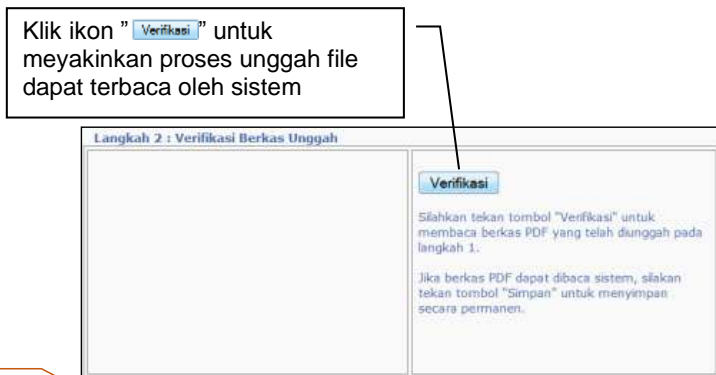 Klik ikon " Verifikasi " untuk
meyakinkan proses unggah file
dapat terbaca oleh sistem
Langkah 2 : Verifikasi Berkas Unggah
Verifikasi
Silahkan tekan tombol "Verifikasi" untuk
membaca berkas PDF yang telah diunggah pada
langkah 1.
Jika berkas PDF dapat dibaca sistem, silakan
tekan tombol "Simpan" untuk menyimpan
secara permanen.